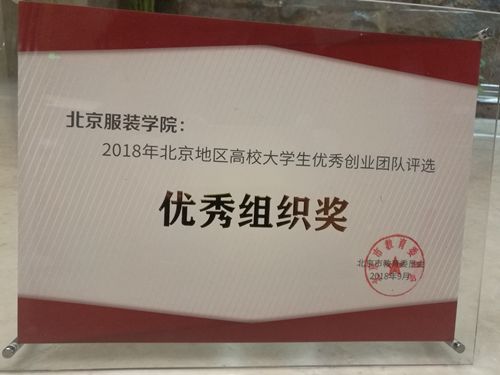 北京服装学院：
2018年北京地区高校大学生优秀创业团队评选
优秀组织奖
北京市教育委员会
2018年9月